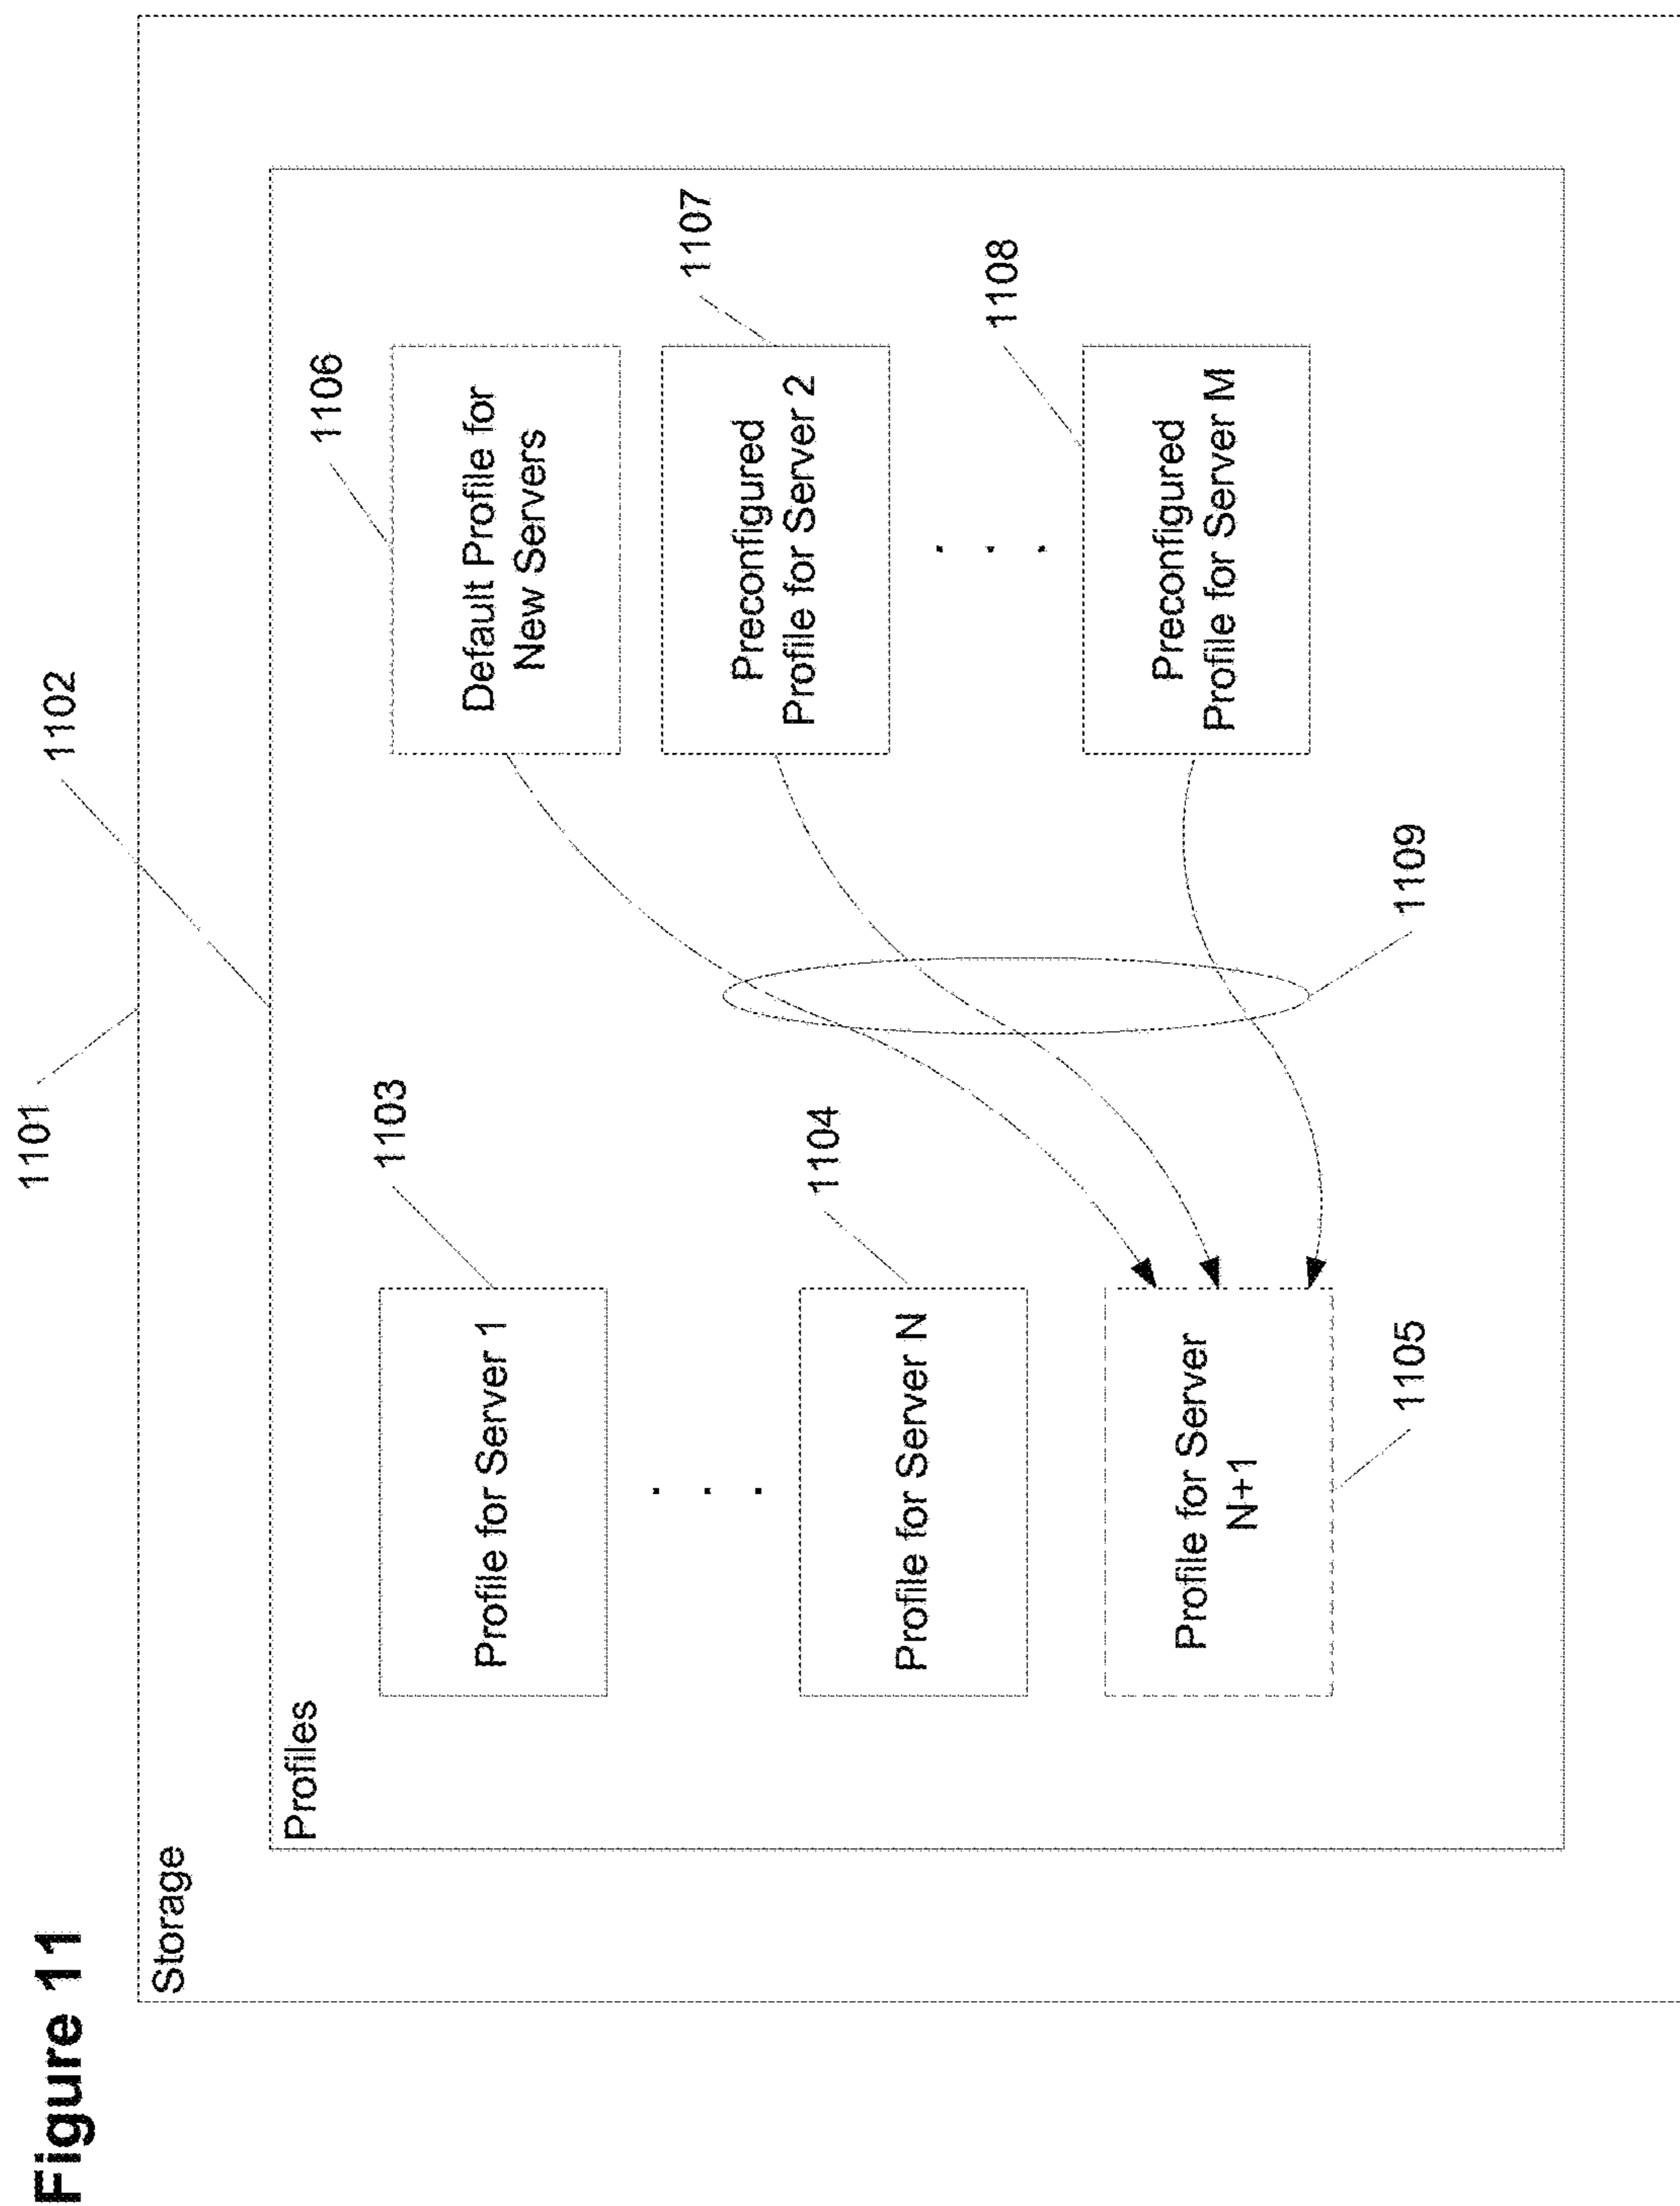 Figure 11
1101
1102
Storage
Profiles
1103
Profile for Server 1
. . .
1104
Profile for Server N
Profile for Server
N+1
1105
1106
Default Profile for
New Servers
1107
Preconfigured
Profile for Server 2
. . .
1108
Preconfigured
Profile for Server M
1109